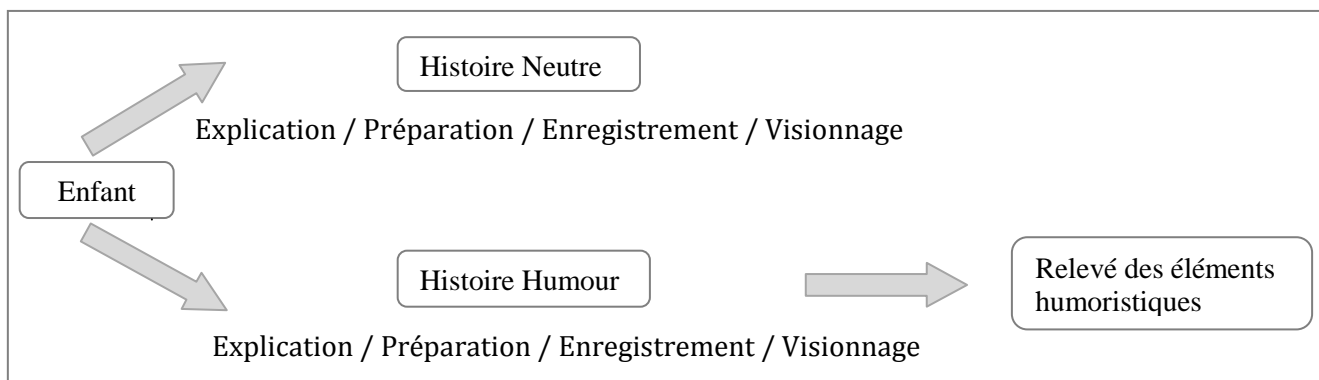 Histoire Neutre
Explication / Préparation / Enregistrement / Visionnage
Enfant
Histoire Humour
Relevé des éléments
humoristiques
Explication / Préparation / Enregistrement / Visionnage